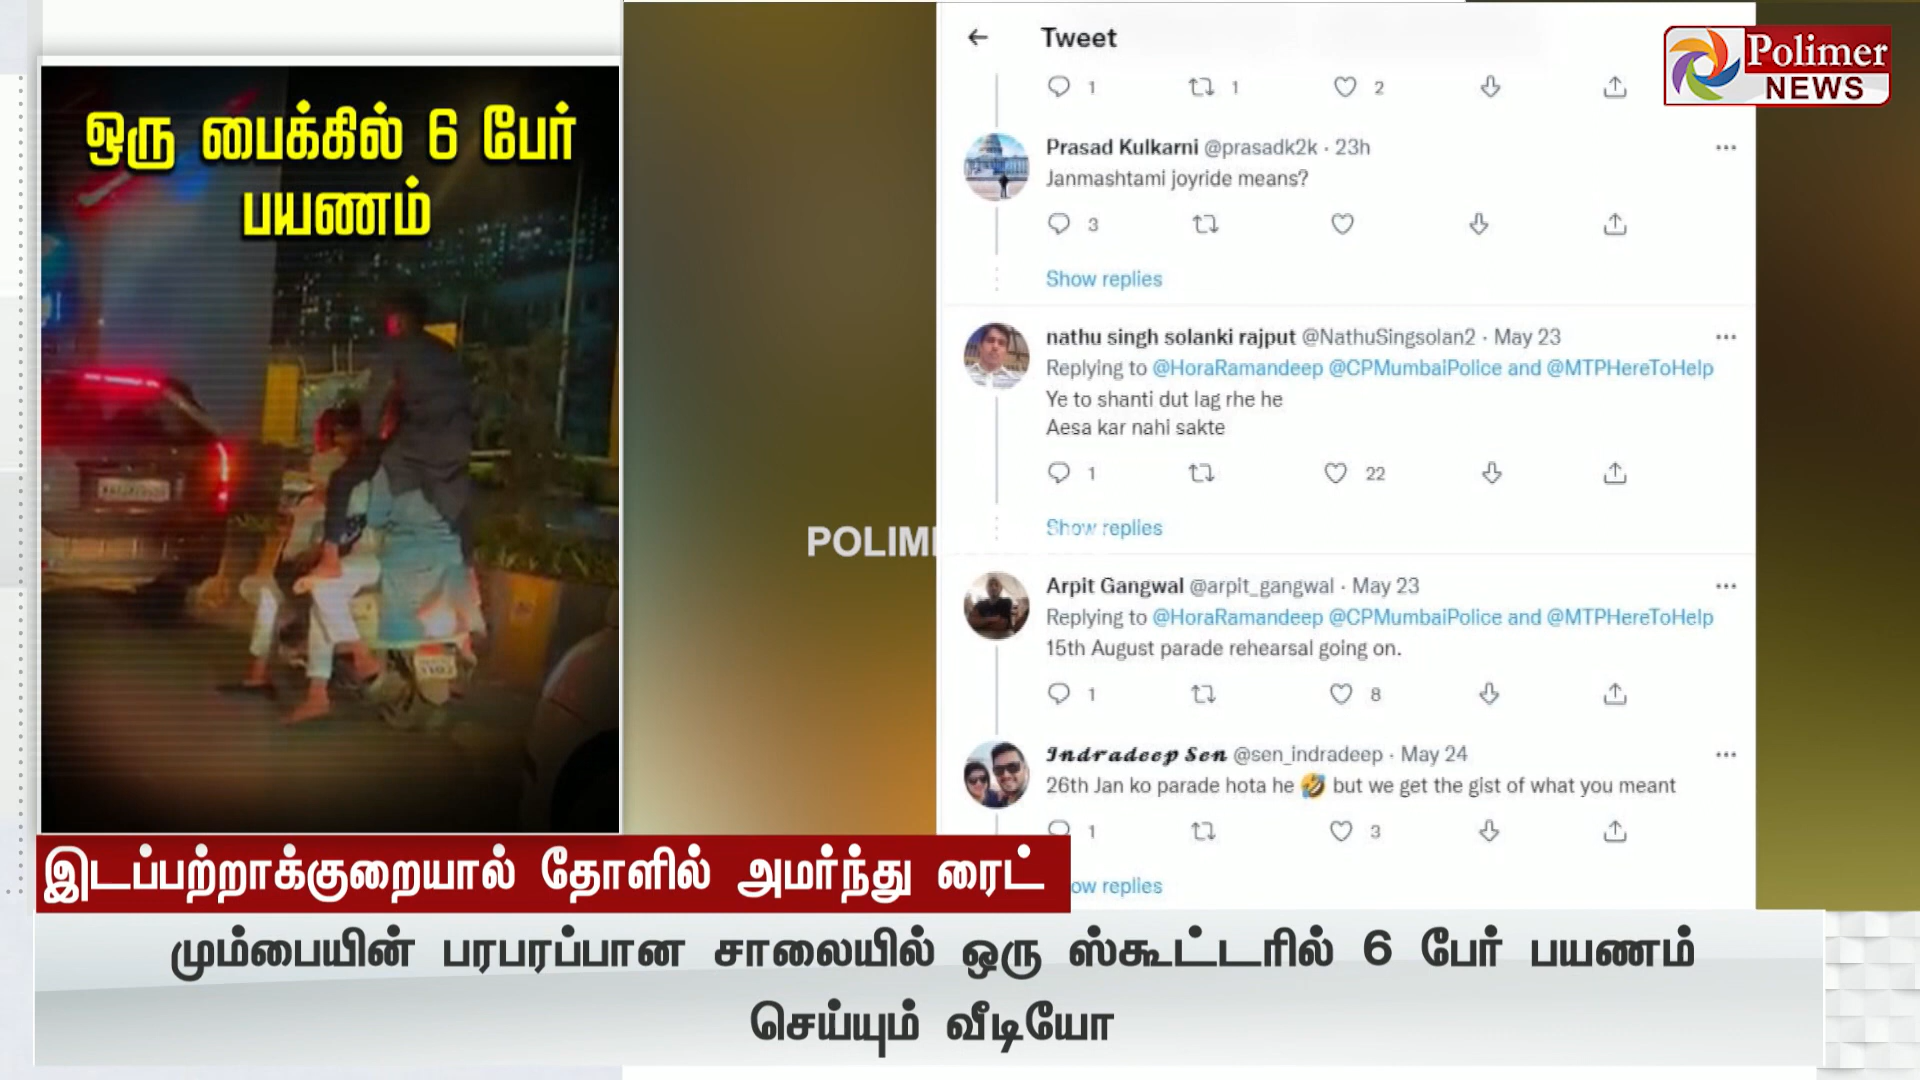 ஒரு பைக்கில் 6 பேர்
பயணம்
Tweet
1 1 2
Prasad Kulkarni @prasadk2k · 23h
Janmashtami joyride means?
3
Show replies
nathu singh solanki rajput @NathuSingsolan2 · May 23
Replying to @HoraRamandeep @CPMumbaiPolice and @MTPHereToHelp
Ye to shanti dut lag rhe he
Aesa kar nahi sakte
1 22
Show replies
Arpit Gangwal @arpit_gangwal · May 23
Replying to @HoraRamandeep @CPMumbaiPolice and @MTPHereToHelp
15th August parade rehearsal going on.
1 8
Indradeep Sen @sen_indradeep · May 24
26th Jan ko parade hota he 🤣 but we get the gist of what you meant
1 3
ow replies
Polimer
NEWS
POLIM
இடப்பற்றாக்குறையால் தோளில் அமர்ந்து ரைட்
மும்பையின் பரபரப்பான சாலையில் ஒரு ஸ்கூட்டரில் 6 பேர் பயணம்
செய்யும் வீடியோ